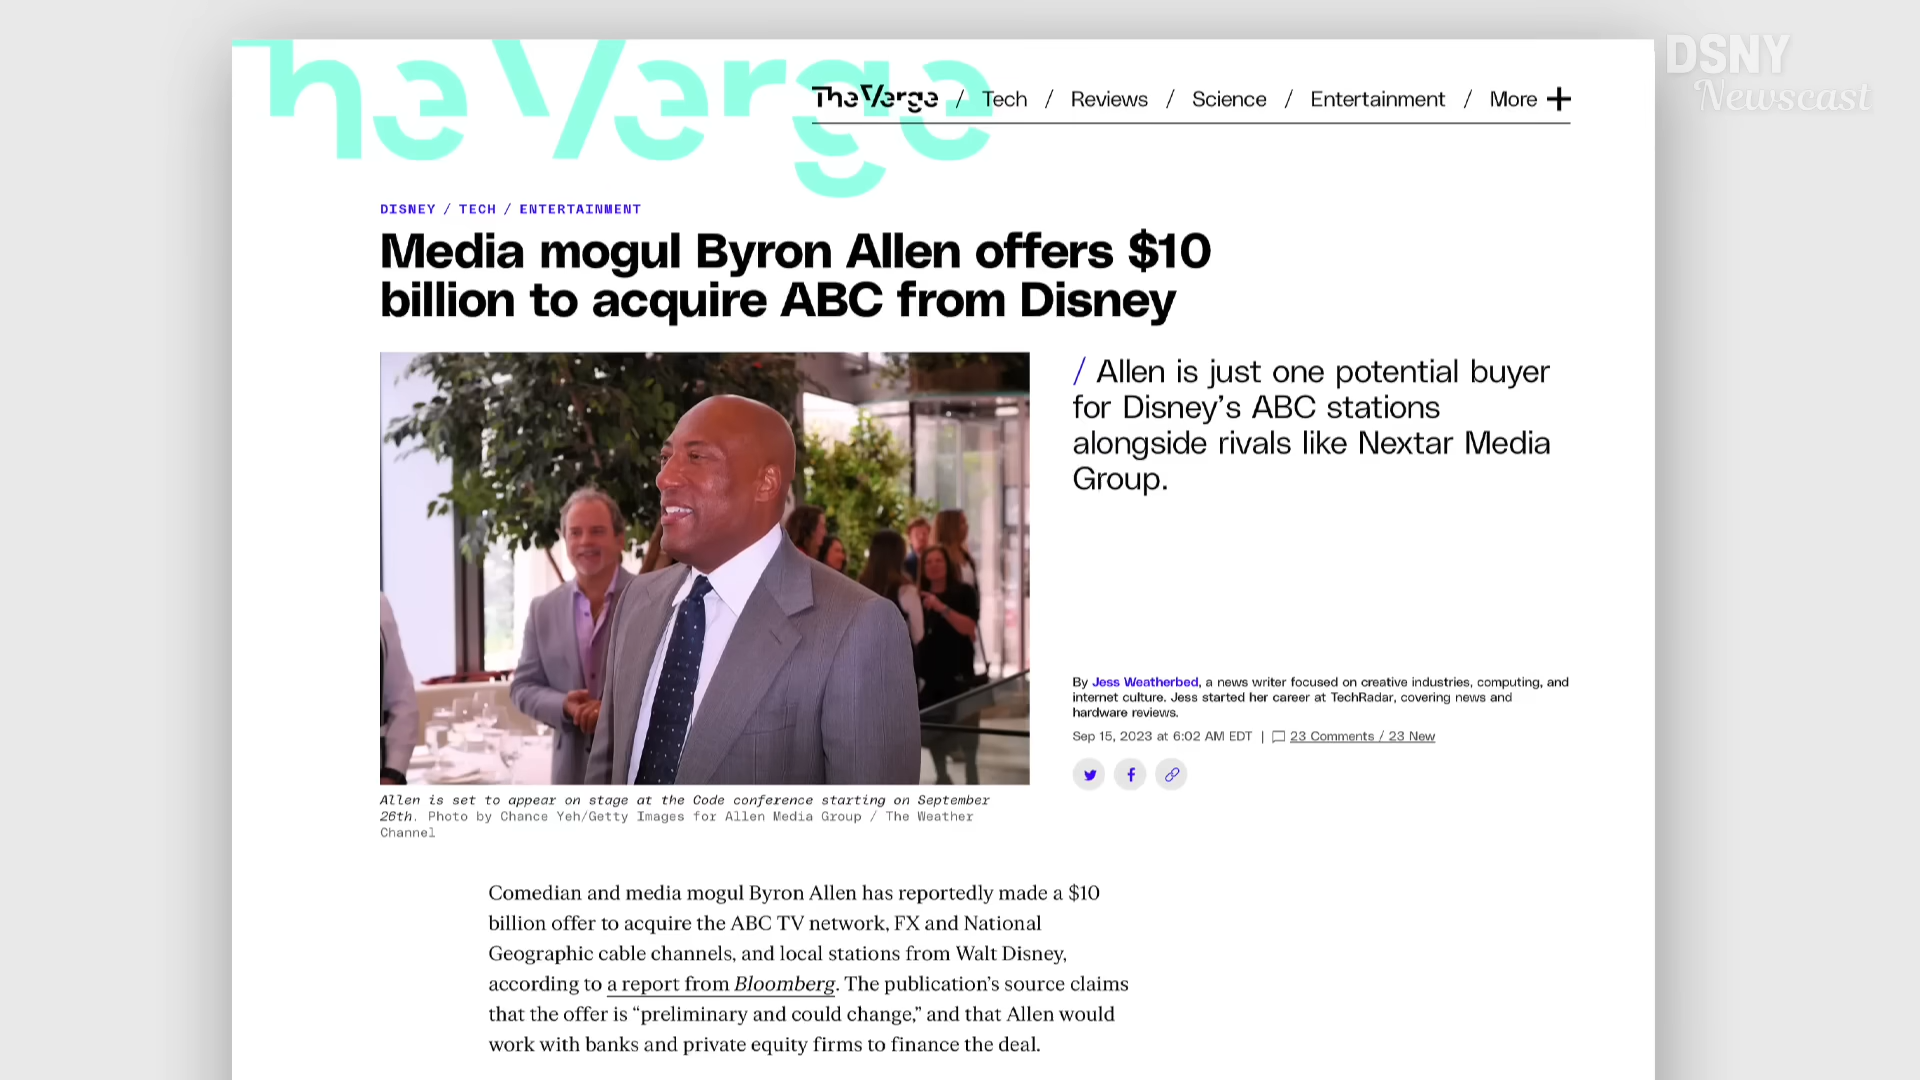 The Verge
DSNY
Newscast
The Verge / Tech / Reviews / Science / Entertainment / More +
DISNEY / TECH / ENTERTAINMENT
Media mogul Byron Allen offers $10
billion to acquire ABC from Disney
/ Allen is just one potential buyer
for Disney’s ABC stations
alongside rivals like Nextar Media
Group.
By Jess Weatherbed, a news writer focused on creative industries, computing, and
internet culture. Jess started her career at TechRadar, covering news and
hardware reviews.
Sep 15, 2023 at 6:02 AM EDT | 23 Comments / 23 New
Allen is set to appear on stage at the Code conference starting on September
26th. Photo by Chance Yeh/Getty Images for Allen Media Group / The Weather
Channel
Comedian and media mogul Byron Allen has reportedly made a $10
billion offer to acquire the ABC TV network, FX and National
Geographic cable channels, and local stations from Walt Disney,
according to a report from Bloomberg. The publication’s source claims
that the offer is “preliminary and could change,” and that Allen would
work with banks and private equity firms to finance the deal.